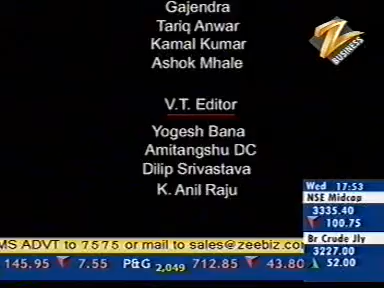 Gajendra
Tariq Anwar
Kamal Kumar
Ashok Mhale
Z
BUSINESS
V.T. Editor
Yogesh Bana
Amitangshu DC
Dilip Srivastava
K. Anil Raju
Wed 17:53
NSE Midcap
3335.40
100.75
Br Crude Jly
3227.00
52.00
MS ADVT to 7575 or mail to sales@zeebiz.co
145.95 7.55 P&G 2,049 712.85 43.80